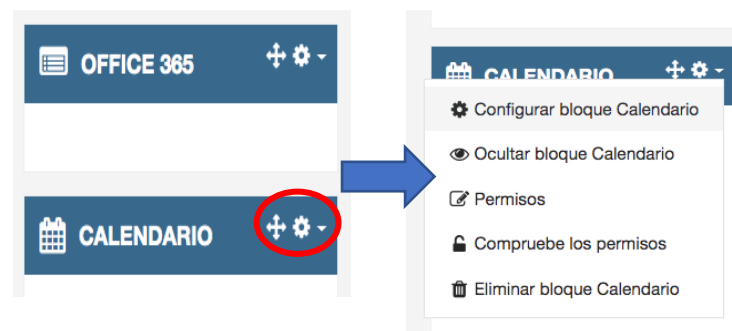 OFFICE 365
CALENDARIO
CALENDARIO
Configurar bloque Calendario
Ocultar bloque Calendario
Permisos
Compruebe los permisos
Eliminar bloque Calendario